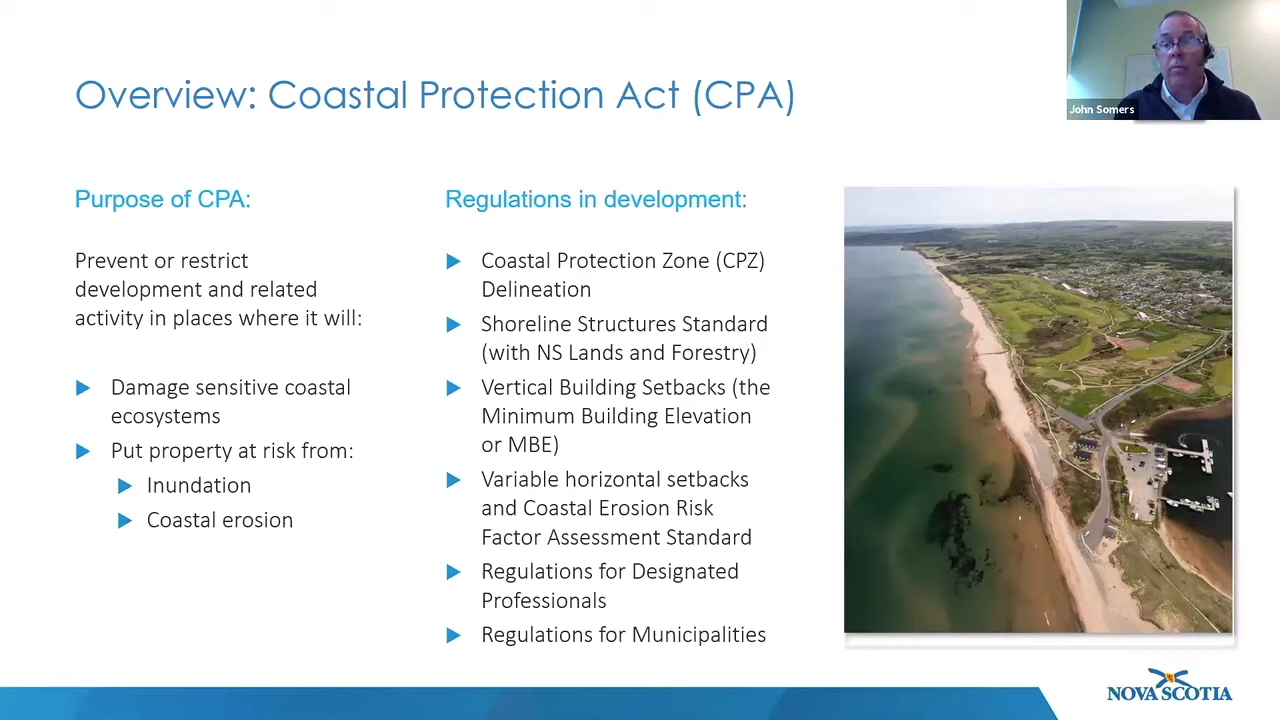 Overview: Coastal Protection Act (CPA)
John Somers
Purpose of CPA:
Prevent or restrict
development and related
activity in places where it will:
Damage sensitive coastal
ecosystems
Put property at risk from:
Inundation
Coastal erosion
Regulations in development:
Coastal Protection Zone (CPZ)
Delineation
Shoreline Structures Standard
(with NS Lands and Forestry)
Vertical Building Setbacks (the
Minimum Building Elevation
or MBE)
Variable horizontal setbacks
and Coastal Erosion Risk
Factor Assessment Standard
Regulations for Designated
Professionals
Regulations for Municipalities
NOVA SCOTIA